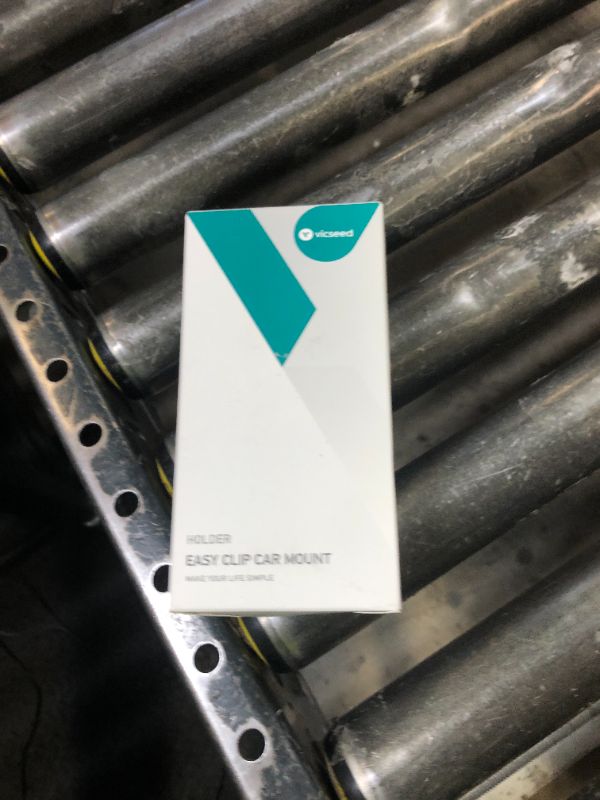 vicseed
HOLDER
EASY CLIP CAR MOUNT
MAKE YOUR LIFE SIMPLE